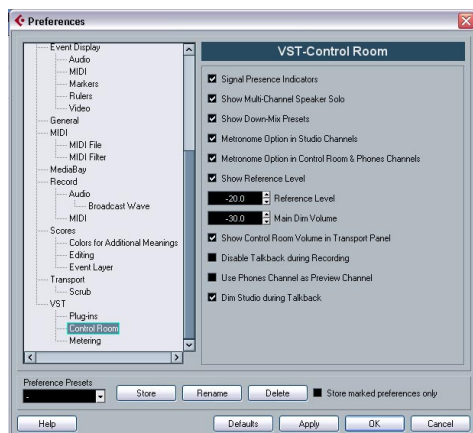 Preferences
Event Display
Audio
MIDI
Markers
Rulers
Video
General
MIDI
MIDI File
MIDI Filter
MediaBay
Record
Audio
Broadcast Wave
MIDI
Scores
Colors for Additional Meanings
Editing
Event Layer
Transport
Scrub
VST
Plug-ins
Control Room
Metering
VST-Control Room
Signal Presence Indicators
Show Multi-Channel Speaker Solo
Show Down-Mix Presets
Metronome Option in Studio Channels
Metronome Option in Control Room & Phones Channels
Show Reference Level
-20.0 Reference Level
-30.0 Main Dim Volume
Show Control Room Volume in Transport Panel
Disable Talkback during Recording
Use Phones Channel as Preview Channel
Dim Studio during Talkback
Preference Presets
- Store Rename Delete Store marked preferences only
Help Defaults Apply OK Cancel